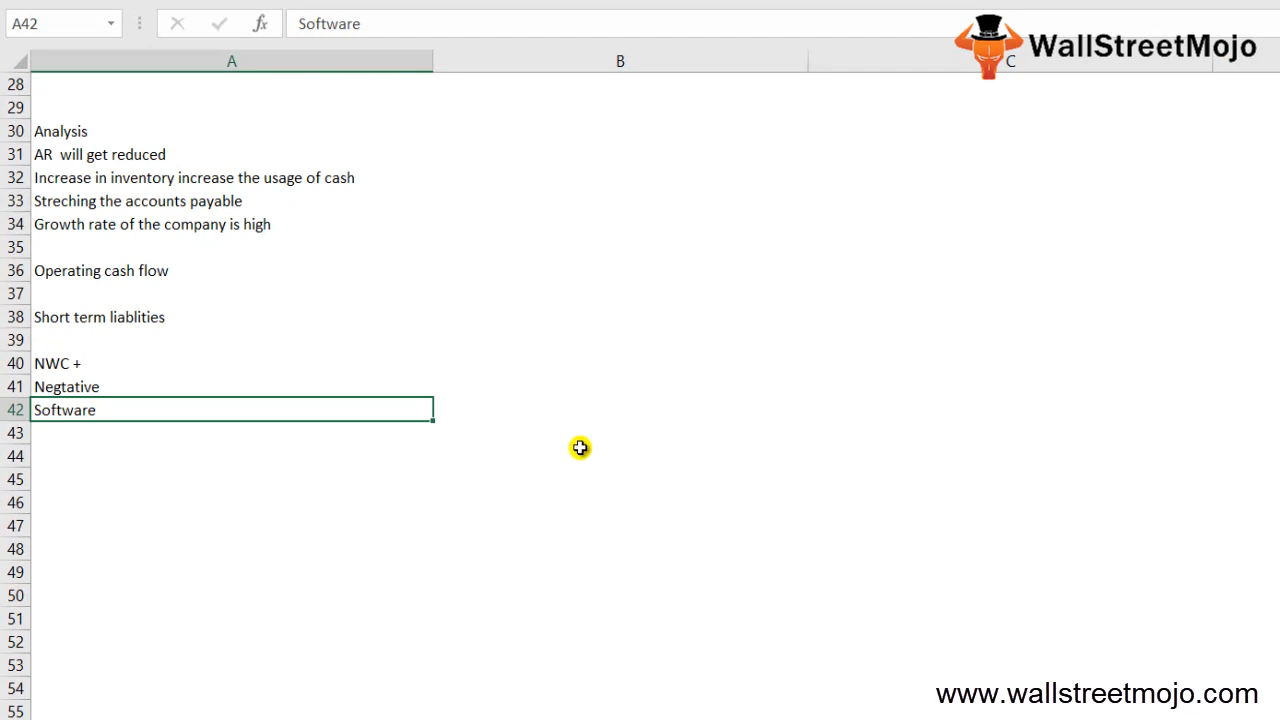 A42
fx
Software
WallStreetMojo
A
B
C
28
29
30 Analysis
31 AR  will get reduced
32 Increase in inventory increase the usage of cash
33 Streching the accounts payable
34 Growth rate of the company is high
35
36 Operating cash flow
37
38 Short term liablities
39
40 NWC +
41 Negtative
42 Software
43
44
45
46
47
48
49
50
51
52
53
54
55
www.wallstreetmojo.com